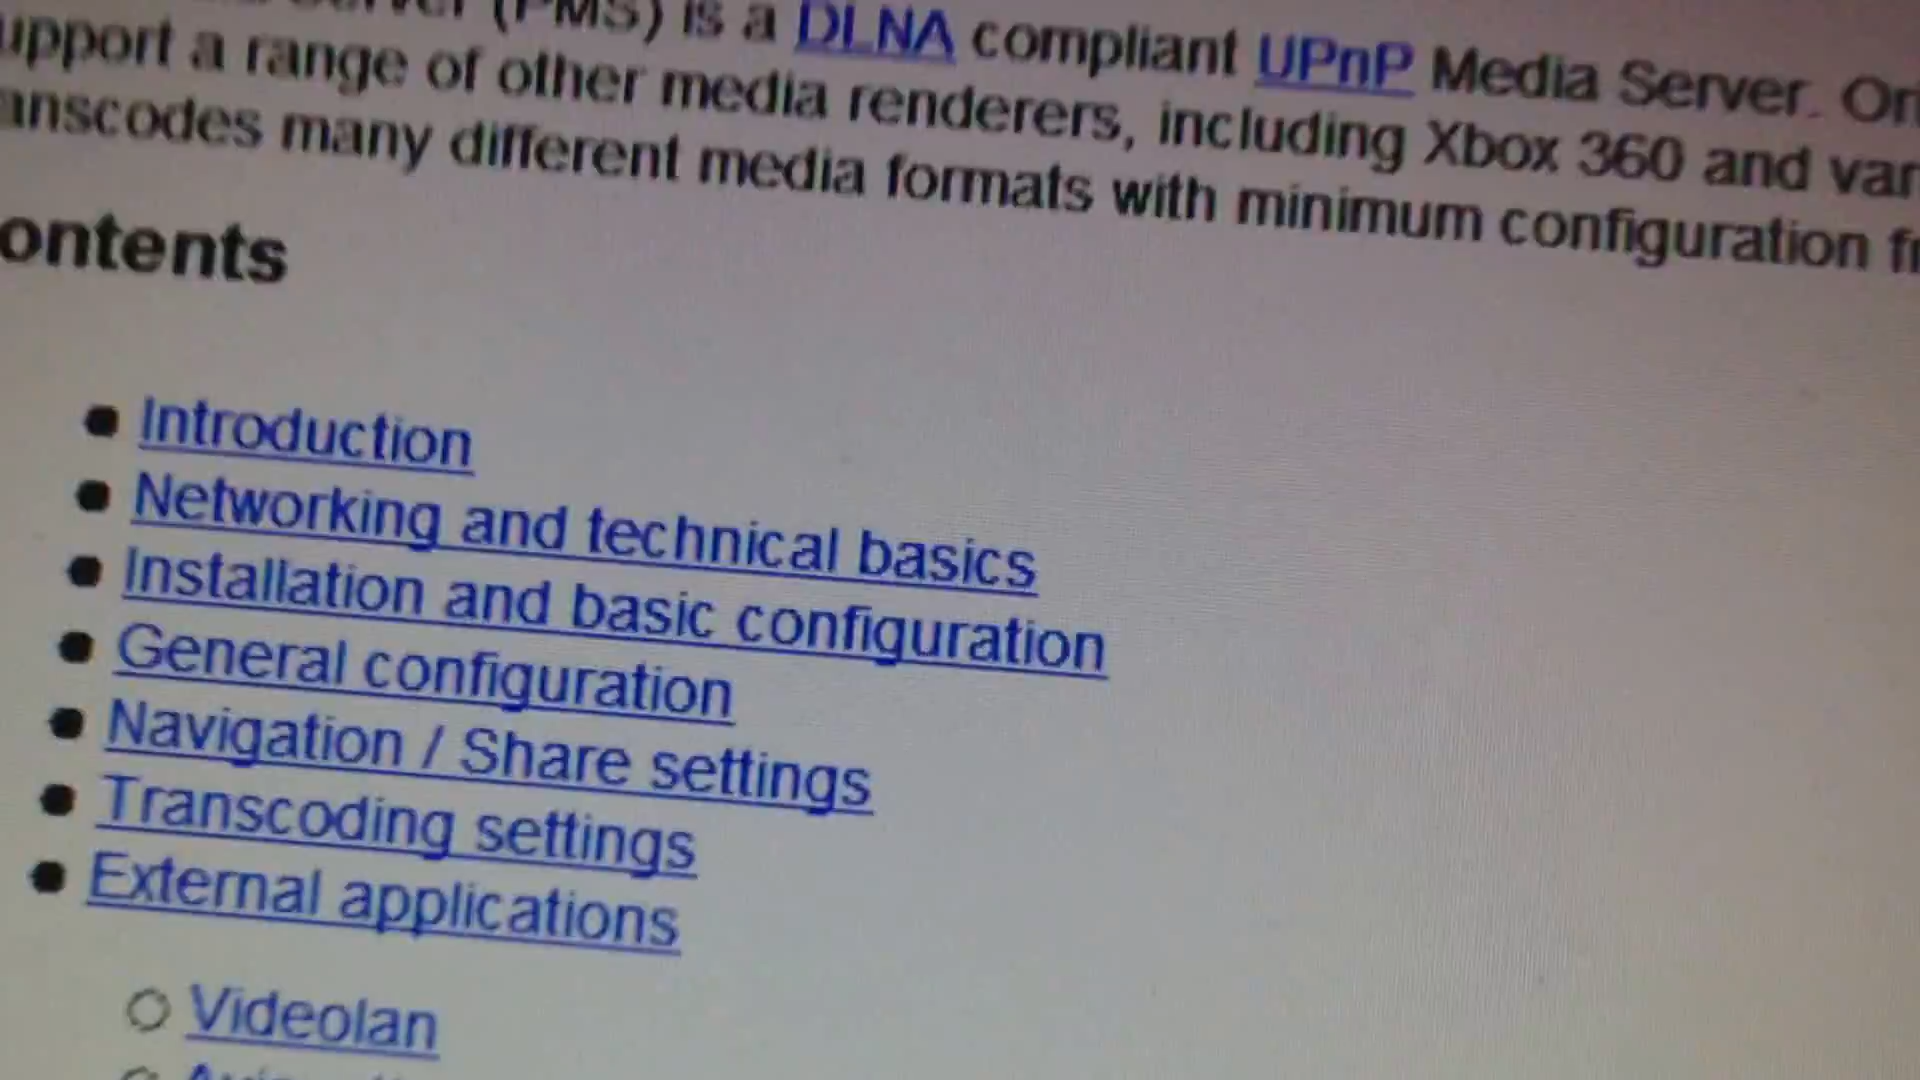 (PMS) is a DLNA compliant UPnP Media Server. Or
upport a range of other media renderers, including Xbox 360 and var
anscodes many different media formats with minimum configuration fr
ontents
Introduction
Networking and technical basics
Installation and basic configuration
General configuration
Navigation / Share settings
Transcoding settings
External applications
Videolan